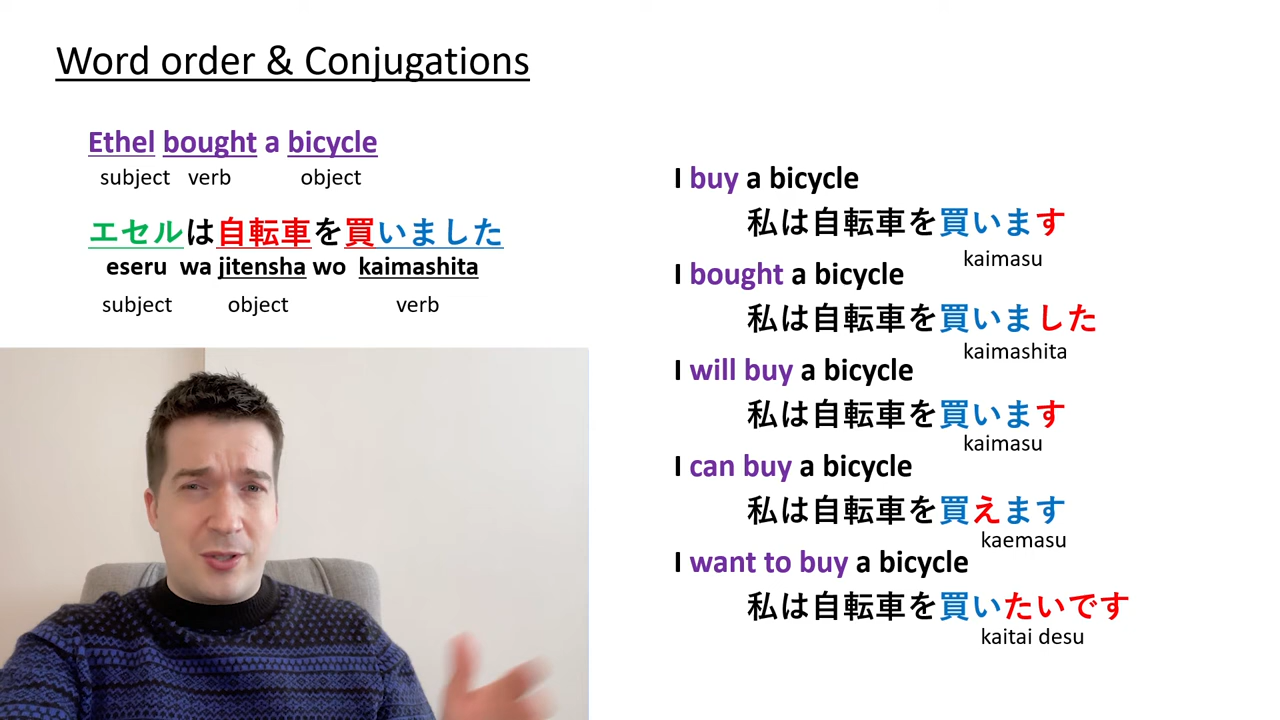 Word order & Conjugations
Ethel bought a bicycle
subject verb object
エセルは自転車を買いました
eseru wa jitensha wo kaimashita
subject object verb
I buy a bicycle
私は自転車を買います
kaimasu
I bought a bicycle
私は自転車を買いました
kaimashita
I will buy a bicycle
私は自転車を買います
kaimasu
I can buy a bicycle
私は自転車を買えます
kaemasu
I want to buy a bicycle
私は自転車を買いたいです
kaitai desu